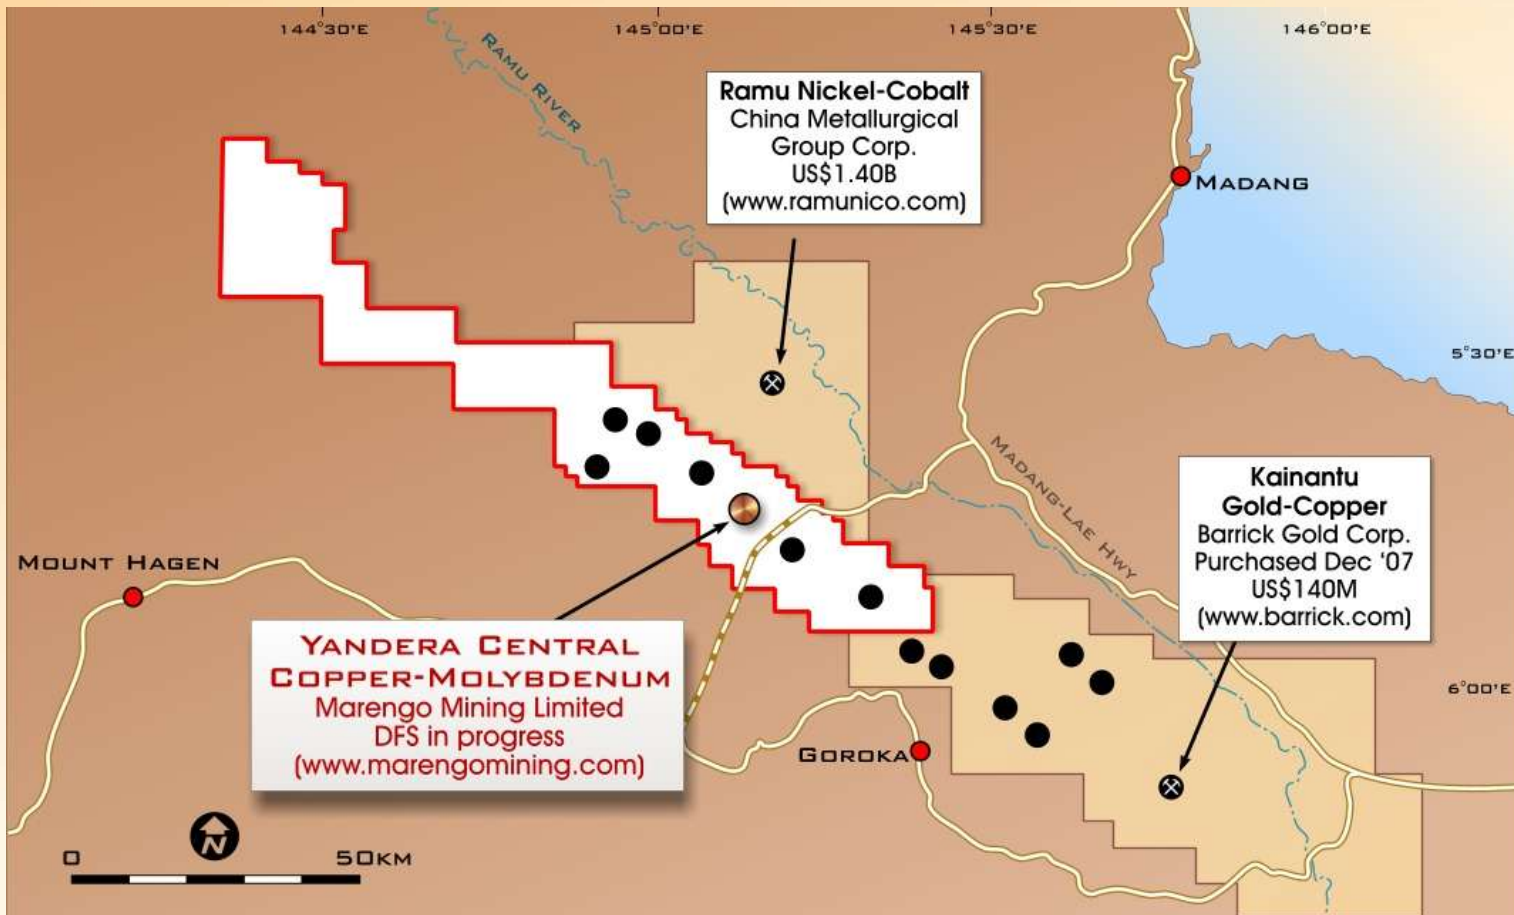 144°30'E
145°00'E
145°30'E
146°00'E
RAMU RIVER
Ramu Nickel-Cobalt
China Metallurgical
Group Corp.
US$1.40B
(www.ramunico.com)
MADANG
5°30'E
MADANG-LAE HWY
Kainantu
Gold-Copper
Barrick Gold Corp.
Purchased Dec '07
US$140M
(www.barrick.com)
MOUNT HAGEN
YANDERA CENTRAL
COPPER-MOLYBDENUM
Marengo Mining Limited
DFS in progress
(www.marengomining.com)
6°00'E
GOROKA
N
0 50KM